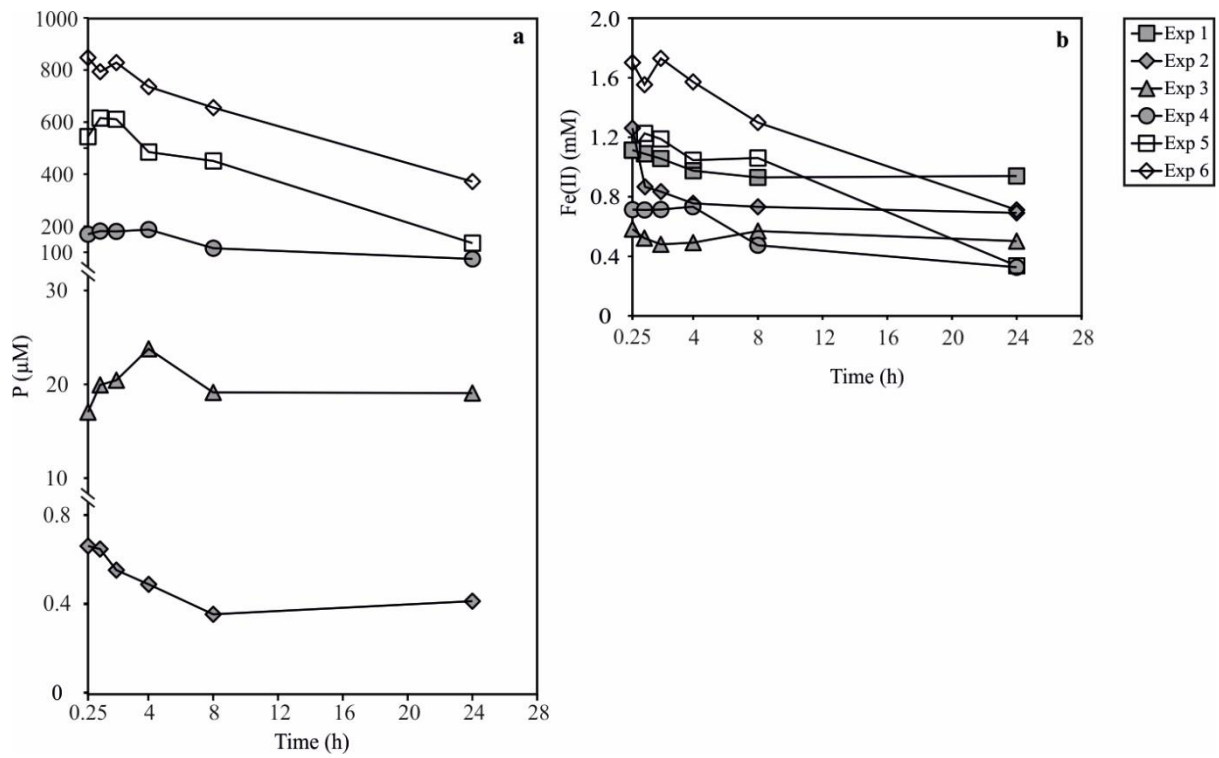 a
1000
800
600
400
200
100
30
20
10
0.8
0.4
0
P (µM)
0.25 4 8 12 16 20 24 28
Time (h)
b
2.0
1.6
1.2
0.8
0.4
0
Fe(II) (mM)
0.25 4 8 12 16 20 24 28
Time (h)
Exp 1
Exp 2
Exp 3
Exp 4
Exp 5
Exp 6